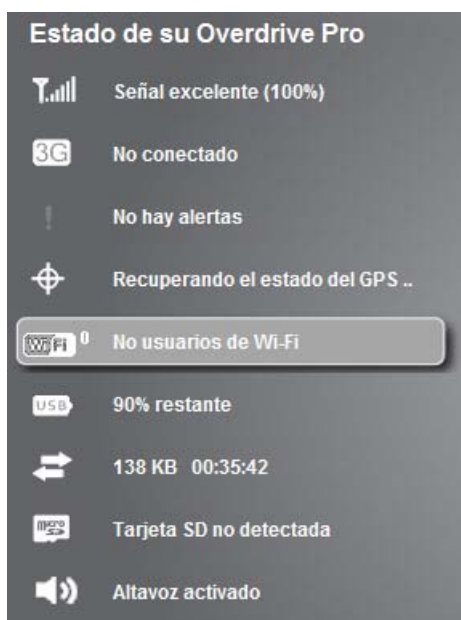 Estado de su Overdrive Pro
Señal excelente (100%)
3G No conectado
No hay alertas
Recuperando el estado del GPS ..
WiFi 0 No usuarios de Wi-Fi
USB 90% restante
138 KB 00:35:42
micro SD Tarjeta SD no detectada
Altavoz activado